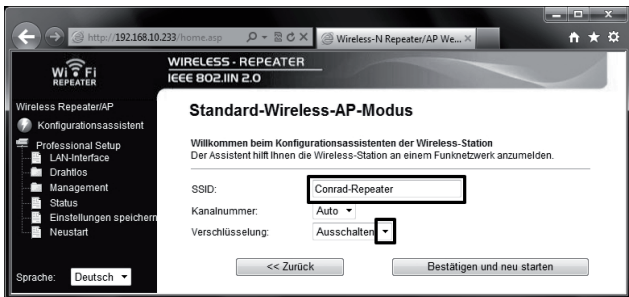 http://192.168.10.233/home.asp
Wireless-N Repeater/AP We...
Wi Fi
REPEATER
WIRELESS - REPEATER
IEEE 802.11N 2.0
Wireless Repeater/AP
Konfigurationsassistent
Professional Setup
LAN-Interface
Drahtlos
Management
Status
Einstellungen speichern
Neustart
Sprache: Deutsch
Standard-Wireless-AP-Modus
Willkommen beim Konfigurationsassistenten der Wireless-Station
Der Assistent hilft Ihnen die Wireless-Station an einem Funknetzwerk anzumelden.
SSID: Conrad-Repeater
Kanalnummer: Auto
Verschlüsselung: Ausschalten
<< Zurück
Bestätigen und neu starten